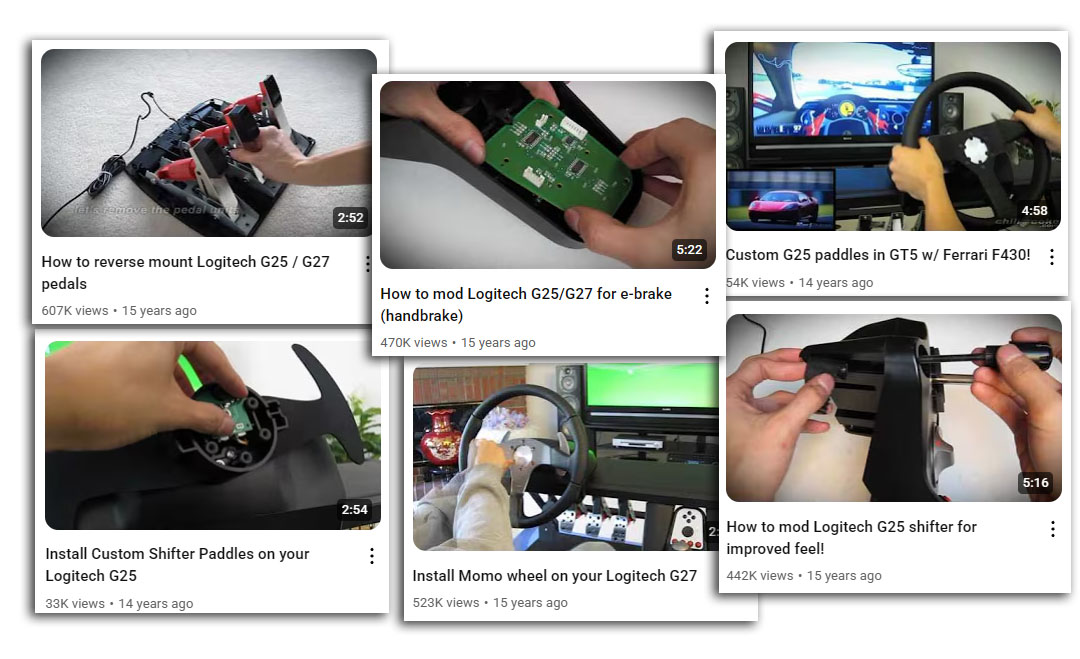 let's remove the pedal units
2:52
How to reverse mount Logitech G25 / G27
pedals
607K views • 15 years ago
5:22
How to mod Logitech G25/G27 for e-brake
(handbrake)
470K views • 15 years ago
4:58
Custom G25 paddles in GT5 w/ Ferrari F430!
54K views • 14 years ago
2:54
Install Custom Shifter Paddles on your
Logitech G25
33K views • 14 years ago
2:
Install Momo wheel on your Logitech G27
523K views • 15 years ago
5:16
How to mod Logitech G25 shifter for
improved feel!
442K views • 15 years ago